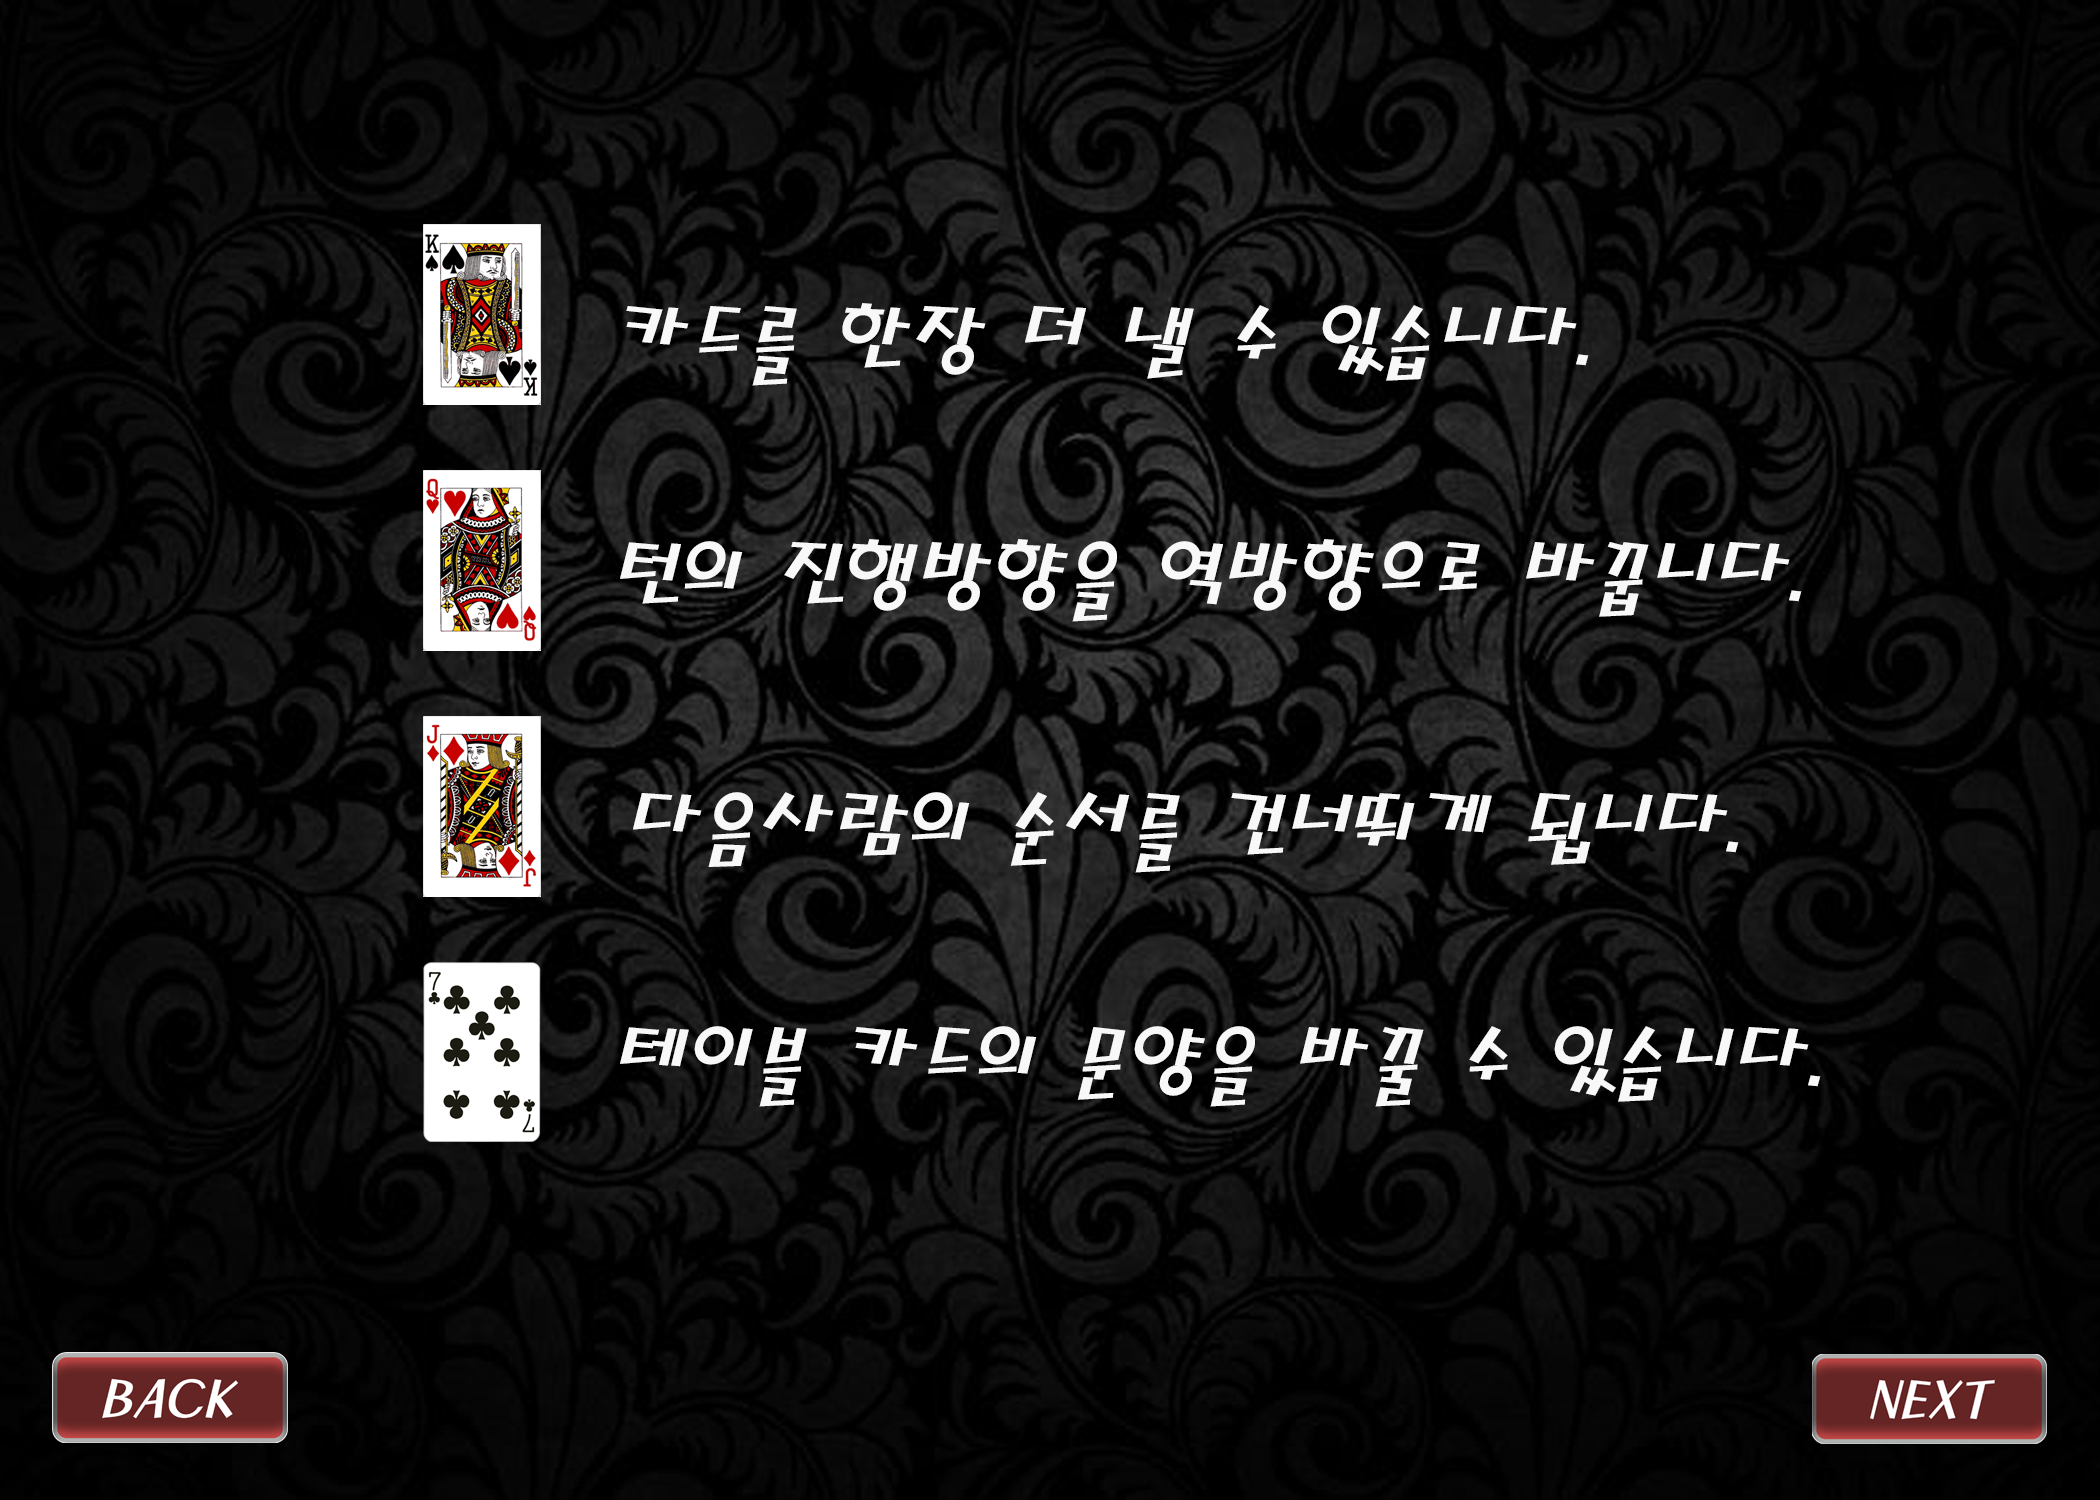 K
K
카드를 한장 더 낼 수 있습니다.
Q
Q
턴의 진행방향을 역방향으로 바꿉니다.
J
J
다음사람의 순서를 건너뛰게 됩니다.
7
7
테이블 카드의 문양을 바꿀 수 있습니다.
BACK
NEXT